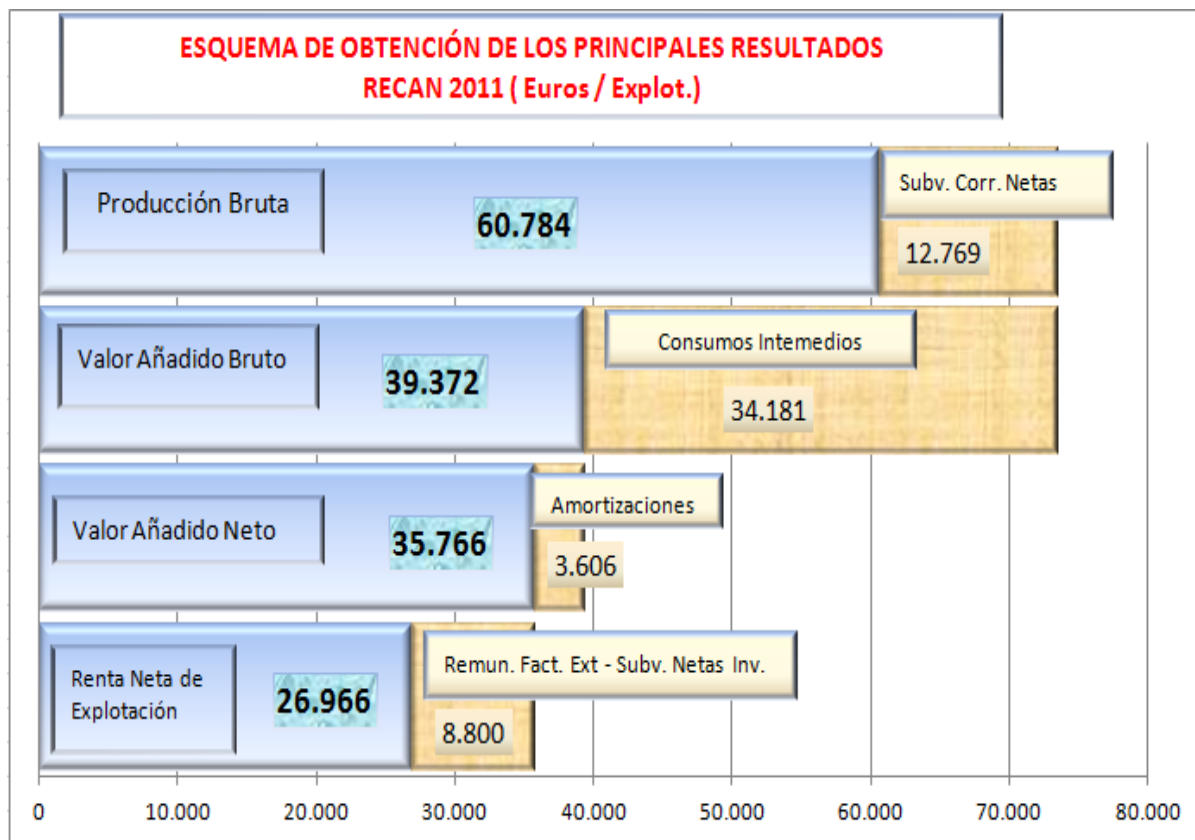 ESQUEMA DE OBTENCIÓN DE LOS PRINCIPALES RESULTADOS
RECAN 2011 ( Euros / Explot.)
Producción Bruta
60.784
Subv. Corr. Netas
12.769
Valor Añadido Bruto
39.372
Consumos Intemedios
34.181
Valor Añadido Neto
35.766
Amortizaciones
3.606
Renta Neta de
Explotación
26.966
Remun. Fact. Ext - Subv. Netas Inv.
8.800
0 10.000 20.000 30.000 40.000 50.000 60.000 70.000 80.000